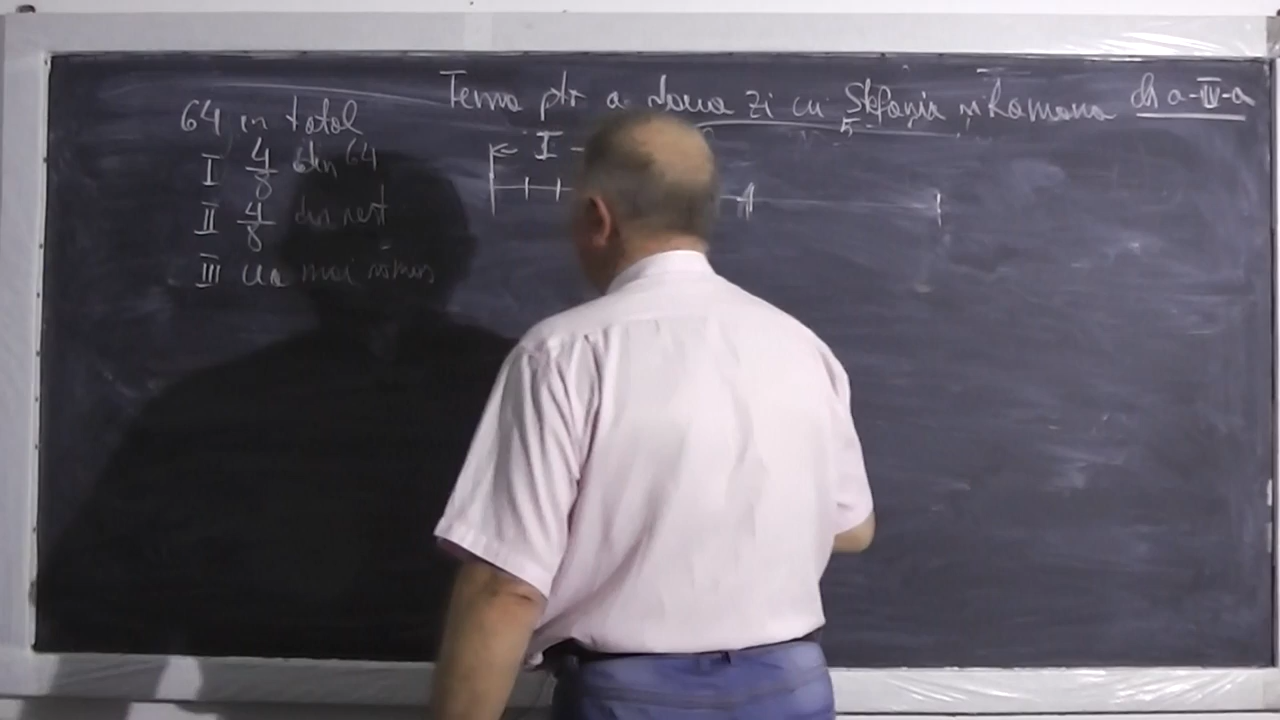 Tema ptr a doua zi cu Ștefania și Ramona cl a-IV-a
64 în total
I 4/8 din 64
II 4/8 din rest
III ce a mai rămas
I